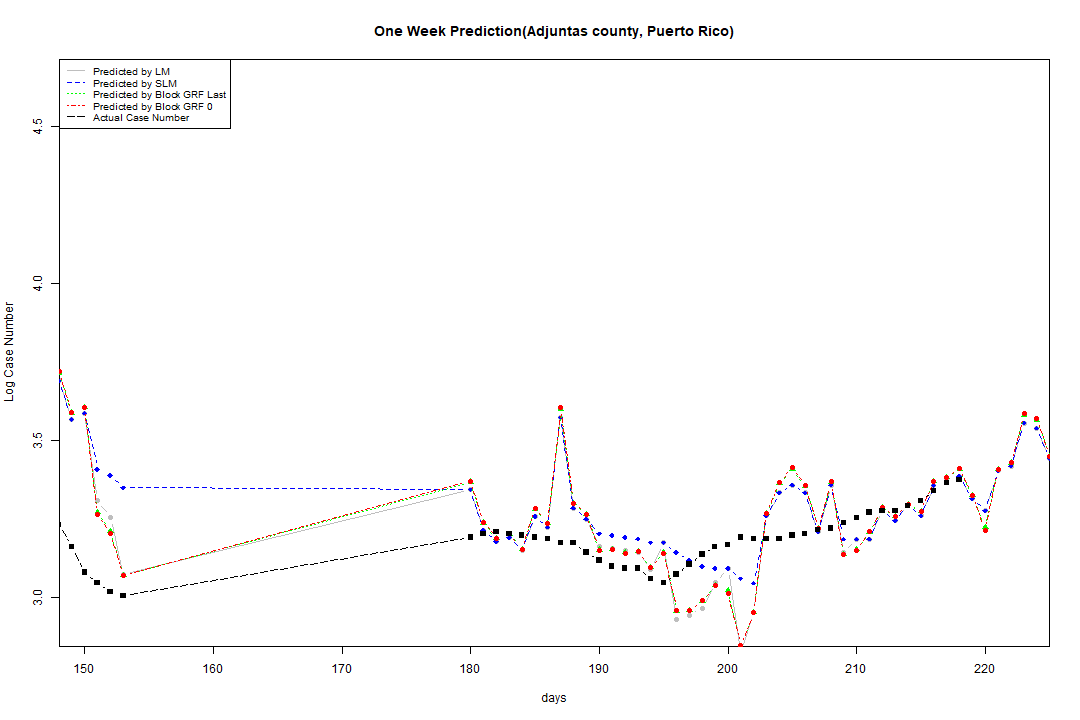 One Week Prediction(Adjuntas county, Puerto Rico)
Predicted by LM
Predicted by SLM
Predicted by Block GRF Last
Predicted by Block GRF 0
Actual Case Number
4.5
4.0
3.5
3.0
Log Case Number
150 160 170 180 190 200 210 220
days